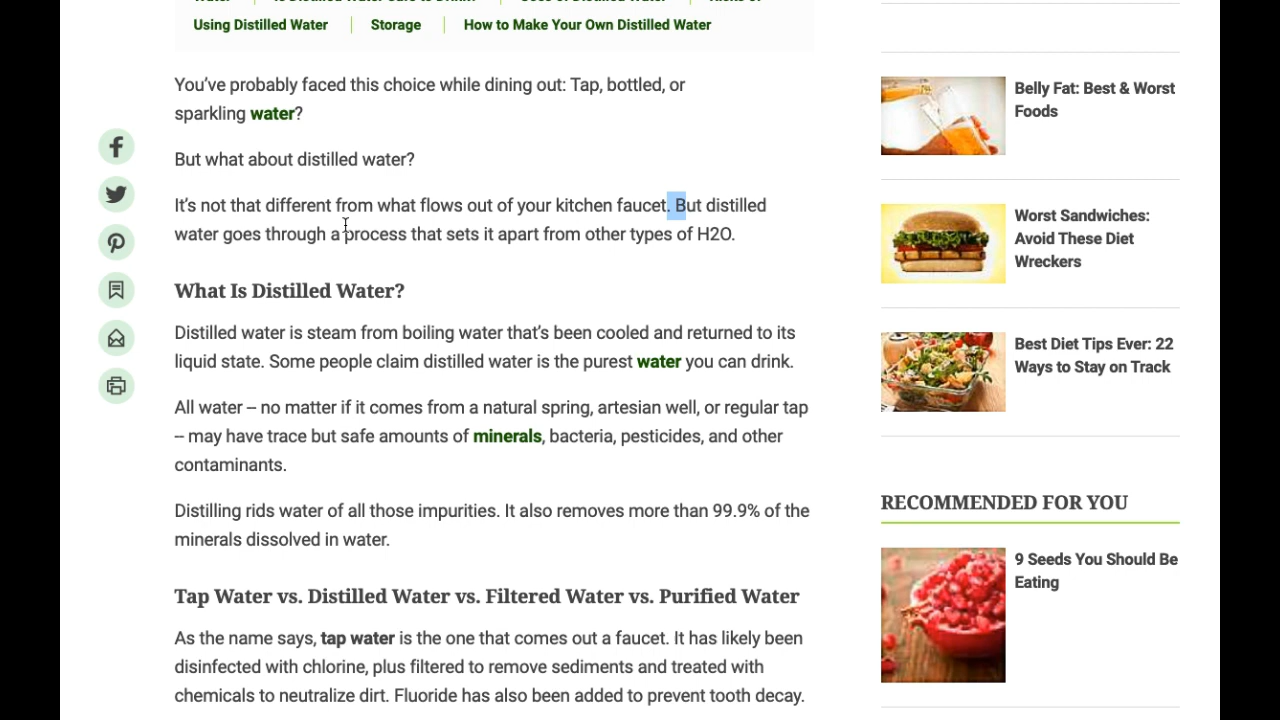 Using Distilled Water
Storage
How to Make Your Own Distilled Water
You've probably faced this choice while dining out: Tap, bottled, or
sparkling water?
But what about distilled water?
It's not that different from what flows out of your kitchen faucet. But distilled
water goes through a process that sets it apart from other types of H2O.
What Is Distilled Water?
Distilled water is steam from boiling water that's been cooled and returned to its
liquid state. Some people claim distilled water is the purest water you can drink.
All water – no matter if it comes from a natural spring, artesian well, or regular tap
– may have trace but safe amounts of minerals, bacteria, pesticides, and other
contaminants.
Distilling rids water of all those impurities. It also removes more than 99.9% of the
minerals dissolved in water.
Tap Water vs. Distilled Water vs. Filtered Water vs. Purified Water
As the name says, tap water is the one that comes out a faucet. It has likely been
disinfected with chlorine, plus filtered to remove sediments and treated with
chemicals to neutralize dirt. Fluoride has also been added to prevent tooth decay.
Belly Fat: Best & Worst
Foods
Worst Sandwiches:
Avoid These Diet
Wreckers
Best Diet Tips Ever: 22
Ways to Stay on Track
RECOMMENDED FOR YOU
9 Seeds You Should Be
Eating